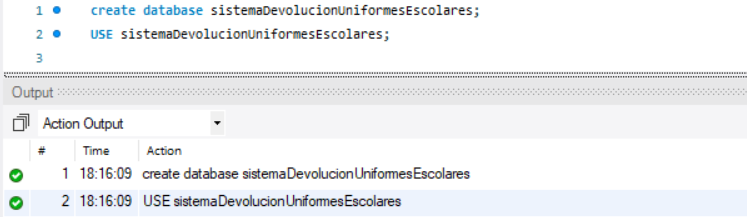 1 create database sistemaDevolucionUniformesEscolares;
2 USE sistemaDevolucionUniformesEscolares;
3
Output
Action Output
# Time Action
1 18:16:09 create database sistemaDevolucionUniformesEscolares
2 18:16:09 USE sistemaDevolucionUniformesEscolares